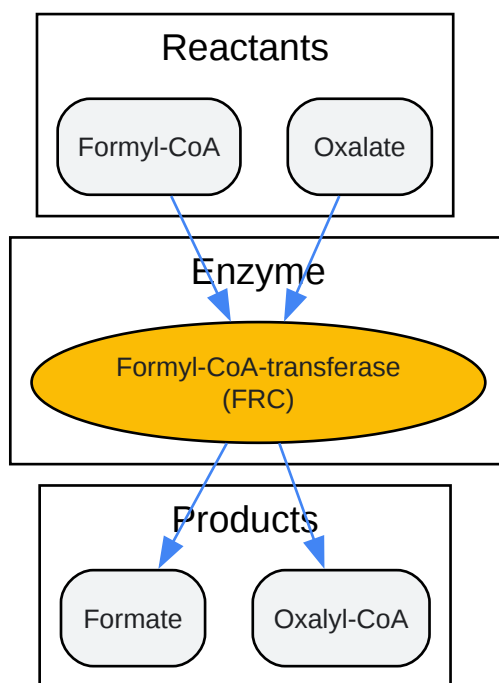 Reactants
Formyl-CoA
Oxalate
Enzyme
Formyl-CoA-transferase
(FRC)
Products
Formate
Oxalyl-CoA